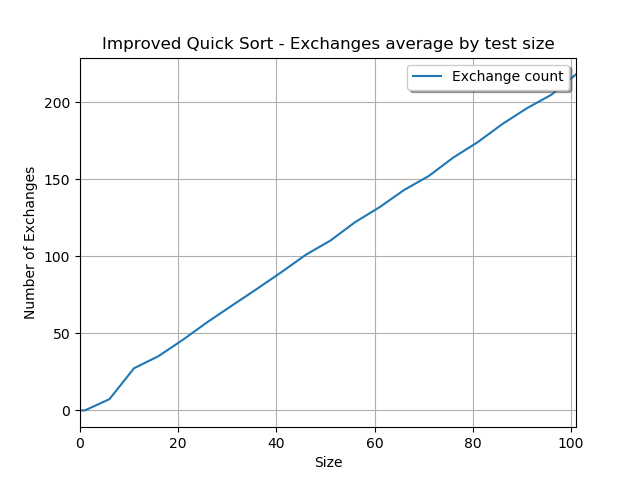 Improved Quick Sort - Exchanges average by test size
Exchange count
200
150
100
50
0
Number of Exchanges
0 20 40 60 80 100
Size